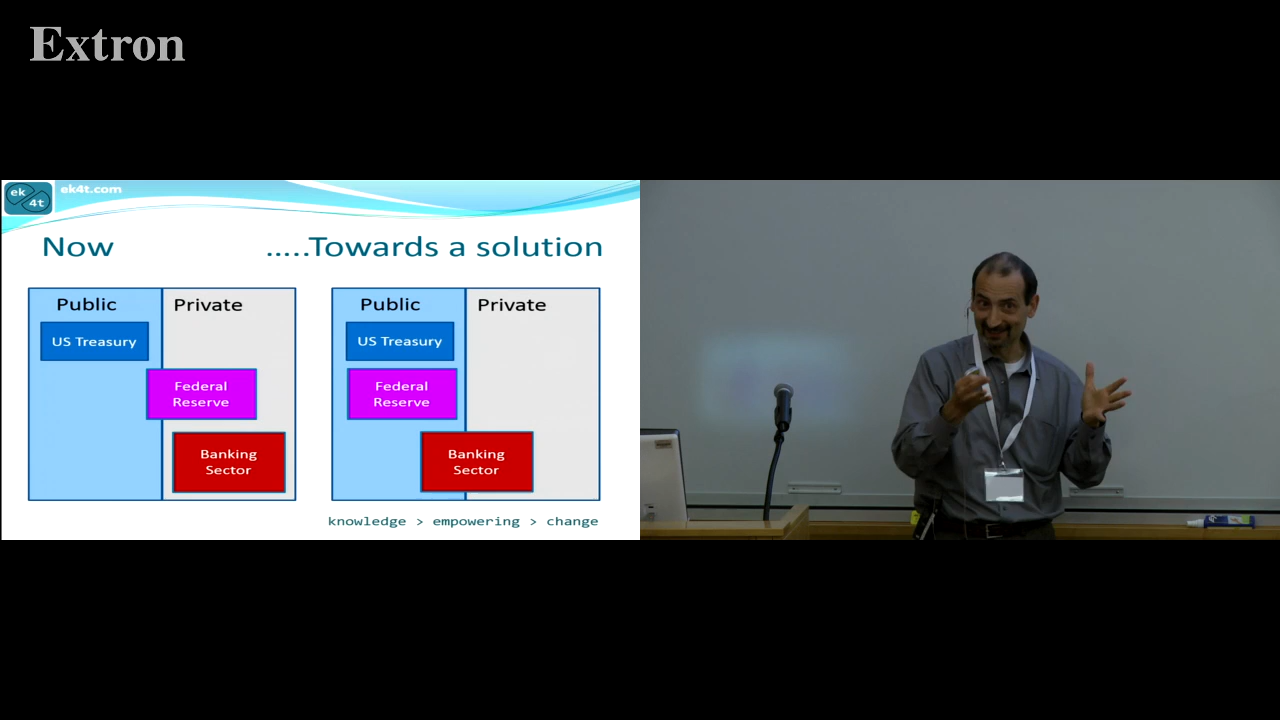 Extron
ek
4t
ek4t.com
Now .....Towards a solution
Public Private
US Treasury
Federal
Reserve
Banking
Sector
Public Private
US Treasury
Federal
Reserve
Banking
Sector
knowledge > empowering > change